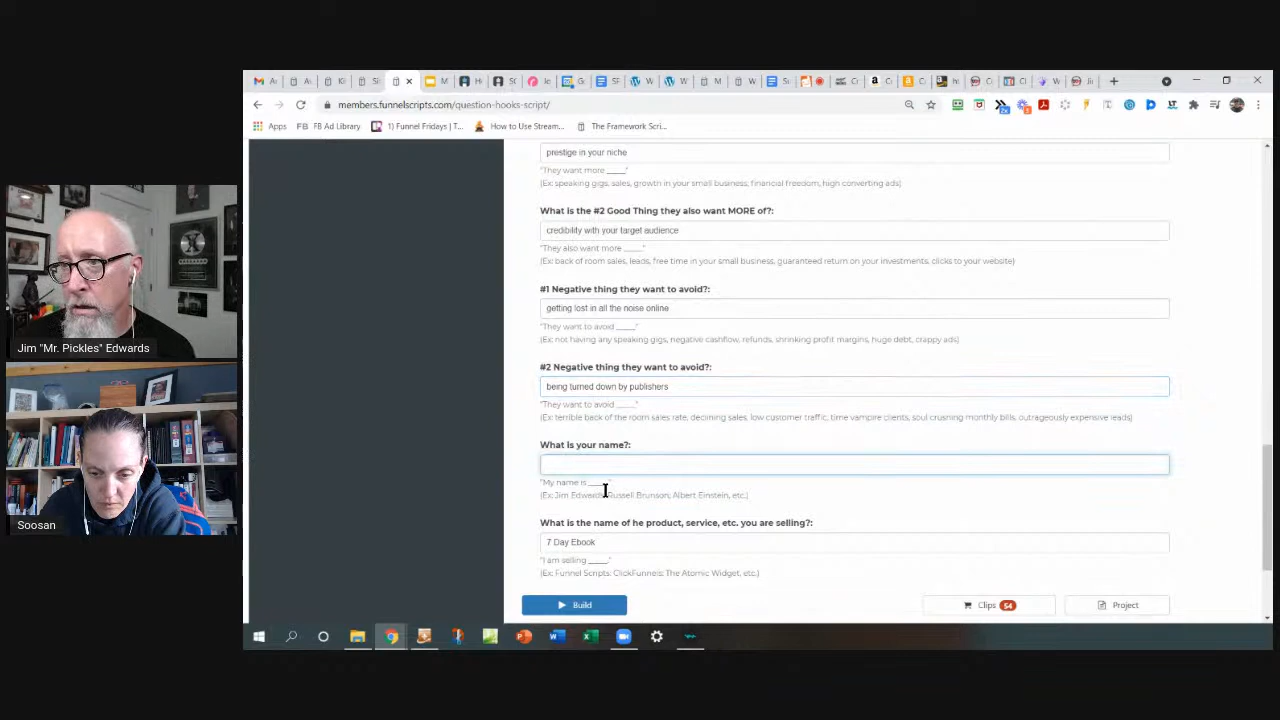 members.funnelscripts.com/question-hooks-script/
Apps
FB Ad Library
1) Funnel Fridays | T...
How to Use Stream...
The Framework Scri...
prestige in your niche
"They want more _____"
(Ex: speaking gigs, sales, growth in your small business, financial freedom, high converting ads)
What is the #2 Good Thing they also want MORE of?:
credibility with your target audience
"They also want more _____"
(Ex: back of room sales, leads, free time in your small business, guaranteed return on your investments, clicks to your website)
#1 Negative thing they want to avoid?:
getting lost in all the noise online
"They want to avoid _____"
(Ex: not having any speaking gigs, negative cashflow, refunds, shrinking profit margins, huge debt, crappy ads)
#2 Negative thing they want to avoid?:
being turned down by publishers
"They want to avoid _____"
(Ex: terrible back of the room sales rate, declining sales, low customer traffic, time vampire clients, soul crushing monthly bills, outrageously expensive leads)
What is your name?:
"My name is _____"
(Ex: Jim Edwards, Russell Brunson, Albert Einstein, etc.)
What is the name of he product, service, etc. you are selling?:
7 Day Ebook
"I am selling _____"
(Ex: Funnel Scripts; ClickFunnels; The Atomic Widget, etc.)
Build
Clips 54
Project
Jim "Mr. Pickles" Edwards
Soosan